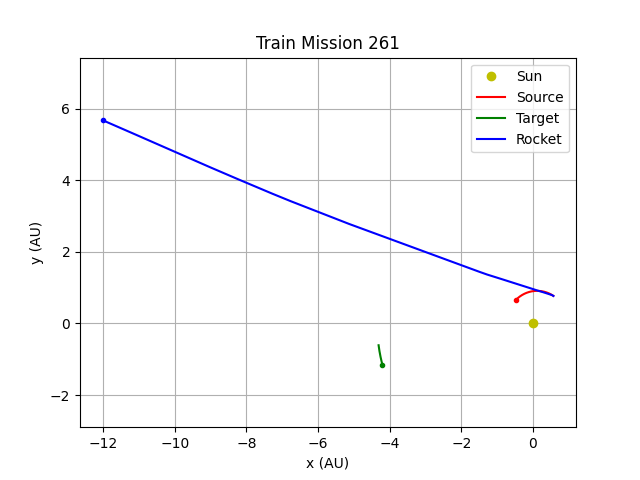 Train Mission 261
Sun
Source
Target
Rocket
y (AU)
6
4
2
0
−2
−12 −10 −8 −6 −4 −2 0
x (AU)